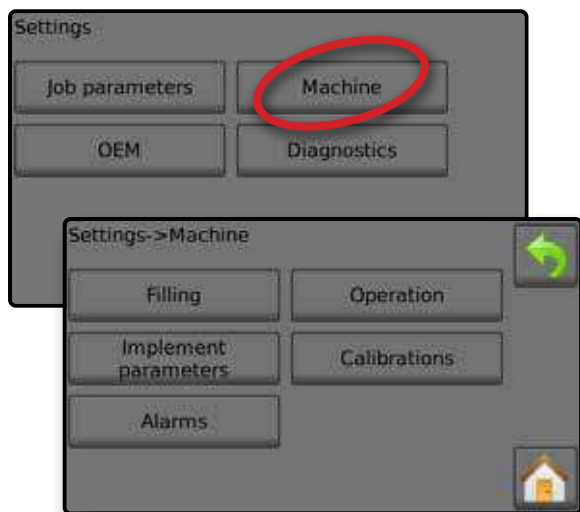 Settings
Job parameters
Machine
OEM
Diagnostics
Settings->Machine
Filling
Operation
Implement
parameters
Calibrations
Alarms